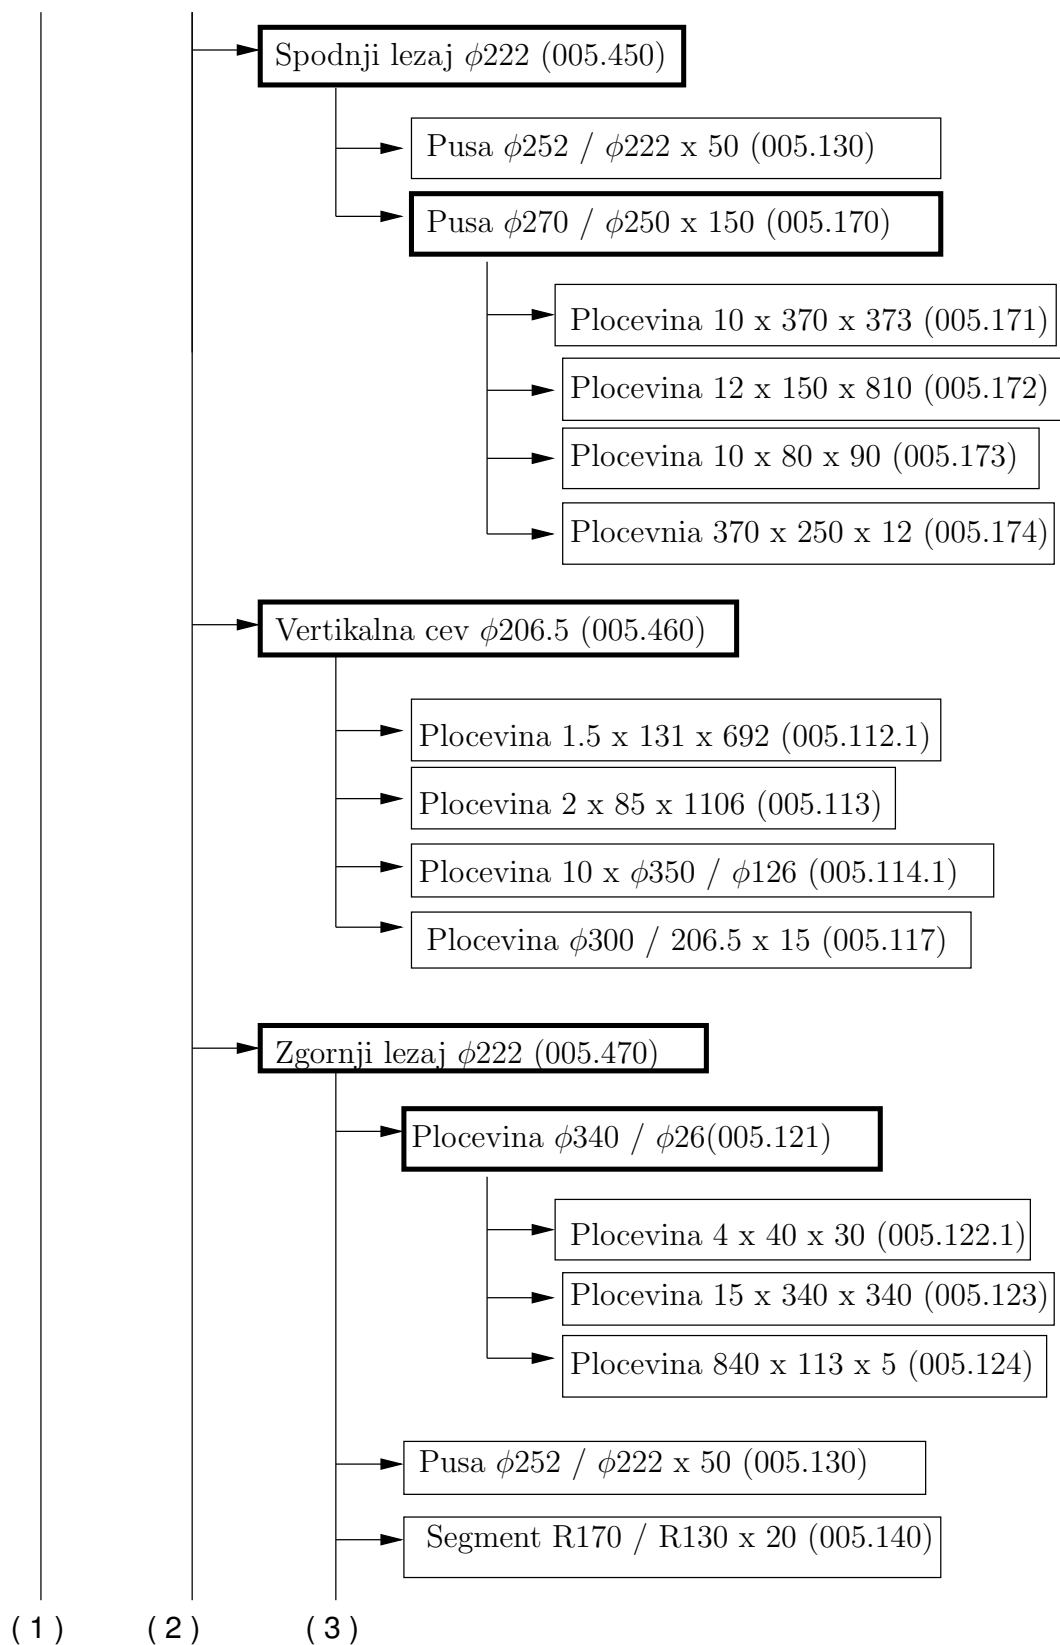 Spodnji lezaj ϕ222 (005.450)
Pusa ϕ252 / ϕ222 x 50 (005.130)
Pusa ϕ270 / ϕ250 x 150 (005.170)
Plocevina 10 x 370 x 373 (005.171)
Plocevina 12 x 150 x 810 (005.172)
Plocevina 10 x 80 x 90 (005.173)
Plocevnia 370 x 250 x 12 (005.174)
Vertikalna cev ϕ206.5 (005.460)
Plocevina 1.5 x 131 x 692 (005.112.1)
Plocevina 2 x 85 x 1106 (005.113)
Plocevina 10 x ϕ350 / ϕ126 (005.114.1)
Plocevina ϕ300 / 206.5 x 15 (005.117)
Zgornji lezaj ϕ222 (005.470)
Plocevina ϕ340 / ϕ26(005.121)
Plocevina 4 x 40 x 30 (005.122.1)
Plocevina 15 x 340 x 340 (005.123)
Plocevina 840 x 113 x 5 (005.124)
Pusa ϕ252 / ϕ222 x 50 (005.130)
Segment R170 / R130 x 20 (005.140)
( 1 ) ( 2 ) ( 3 )